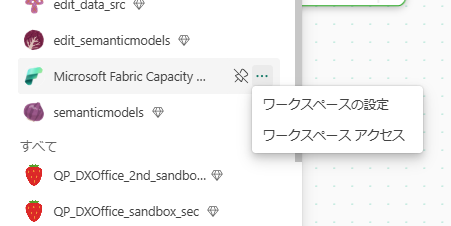 edit_data_src
edit_semanticmodels
Microsoft Fabric Capacity ...
ワークスペースの設定
semanticmodels
ワークスペース アクセス
すべて
QP_DXOffice_2nd_sandbo...
QP_DXOffice_sandbox_sec